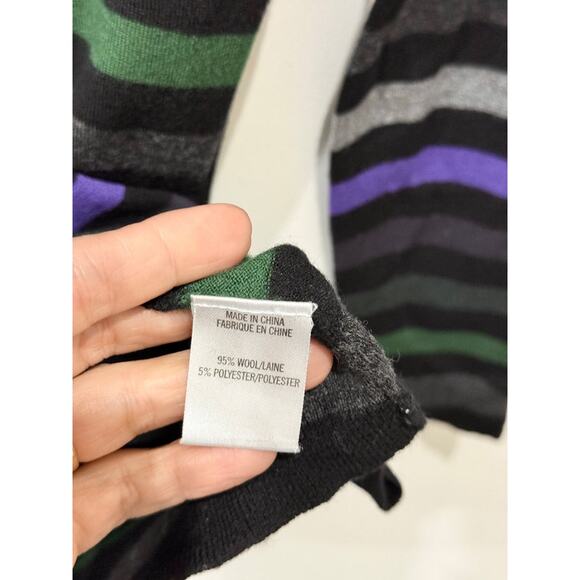 MADE IN CHINA
FABRIQUE EN CHINE
95% WOOL/LAINE
5% POLYESTER/POLYESTER